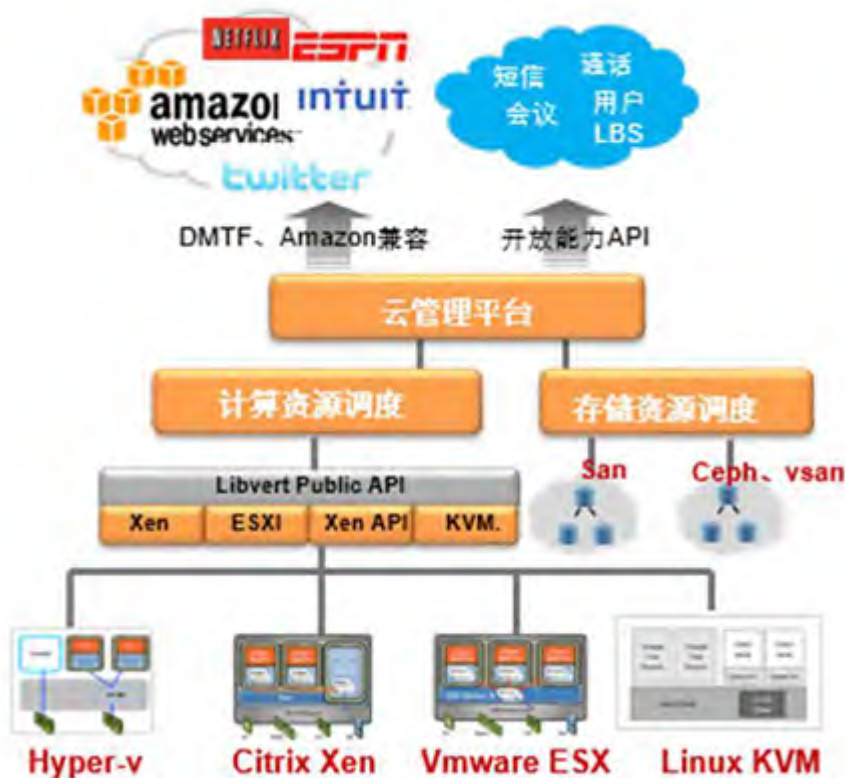 NETFLIX
ESPN
amazo
webservices
INTUIT
twitter
短信
通话
会议
用户
LBS
DMTF、Amazon兼容
开放能力API
云管理平台
计算资源调度
存储资源调度
San
Ceph、vsan
Libvert Public API
Xen
ESXI
Xen API
KVM.
Hyper-v
Citrix Xen
Vmware ESX
Linux KVM